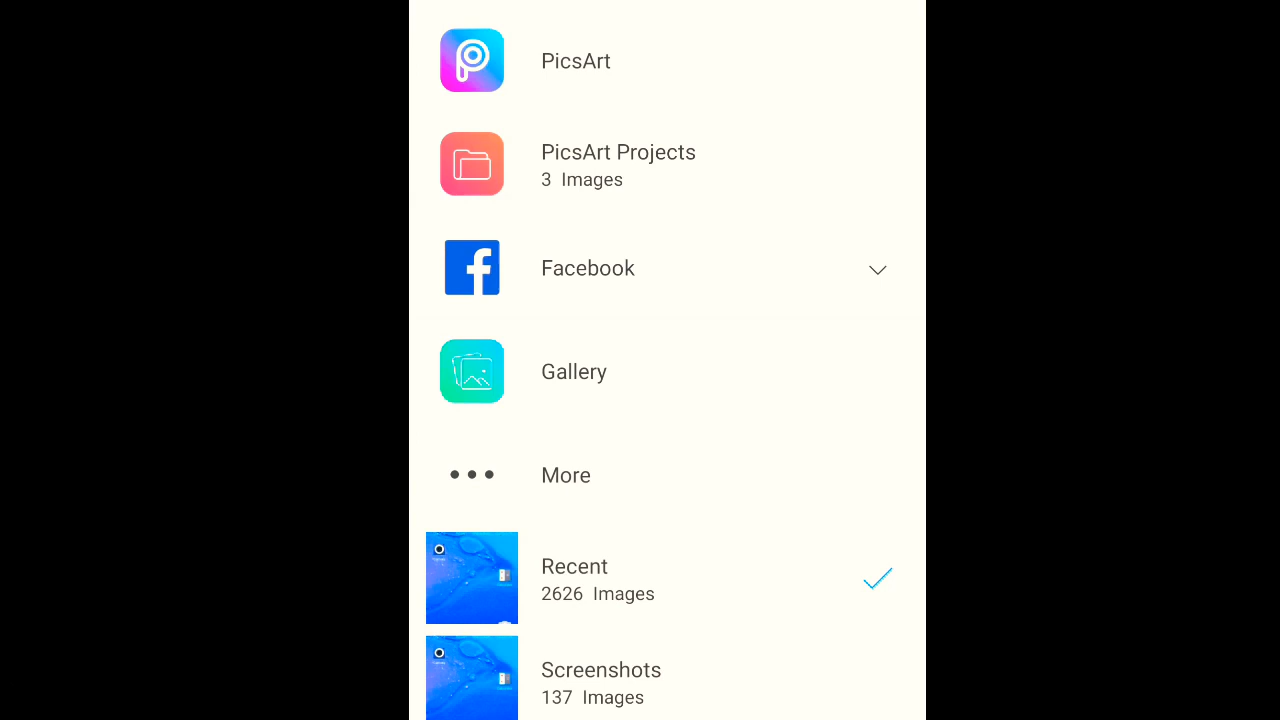 PicsArt
PicsArt Projects
3 Images
Facebook
Gallery
More
Recent
2626 Images
Screenshots
137 Images